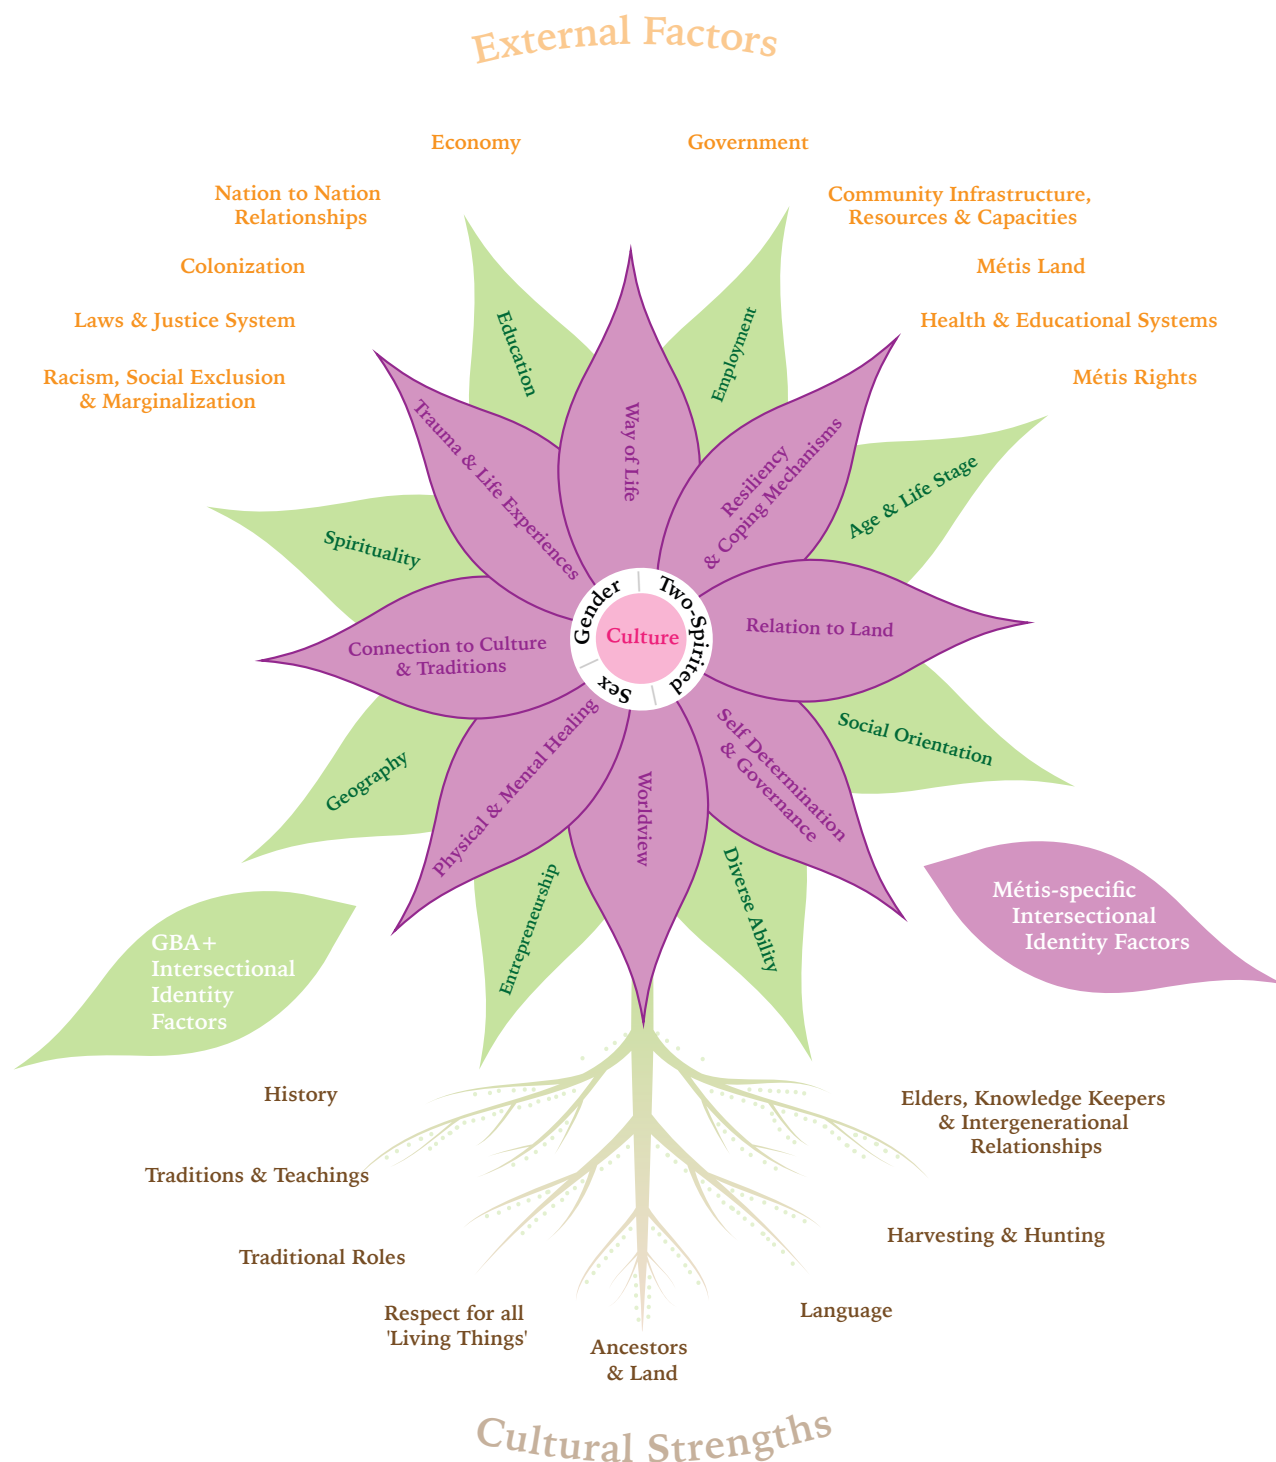 External Factors
Economy
Government
Nation to Nation
Relationships
Community Infrastructure,
Resources & Capacities
Colonization
Métis Land
Laws & Justice System
Health & Educational Systems
Racism, Social Exclusion
& Marginalization
Métis Rights
Education
Employment
Trauma & Life Experiences
Way of Life
Resiliency
& Coping Mechanisms
Age & Life Stage
Spirituality
Connection to Culture
& Traditions
Gender
Two-Spirited
Sex
Culture
Relation to Land
Social Orientation
Geography
Physical & Mental Healing
Worldview
Self Determination
& Governance
Entrepreneurship
Diverse Ability
GBA+
Intersectional
Identity
Factors
Métis-specific
Intersectional
Identity Factors
History
Elders, Knowledge Keepers
& Intergenerational
Relationships
Traditions & Teachings
Harvesting & Hunting
Traditional Roles
Respect for all
'Living Things'
Language
Ancestors
& Land
Cultural Strengths